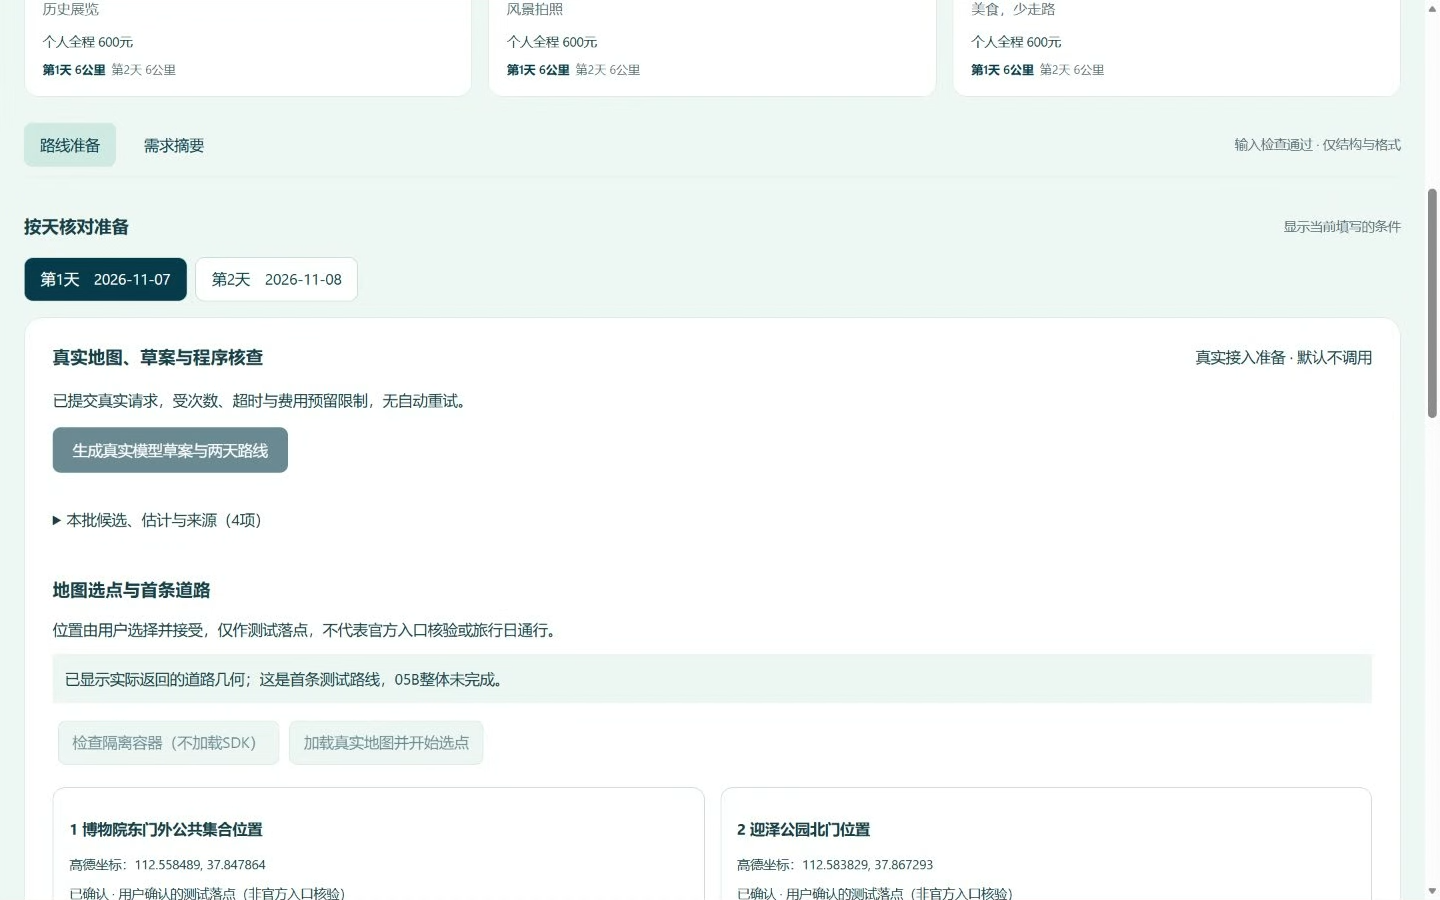 历史展览
个人全程 600元
第1天 6公里 第2天 6公里
风景拍照
个人全程 600元
第1天 6公里 第2天 6公里
美食，少走路
个人全程 600元
第1天 6公里 第2天 6公里
路线准备 需求摘要 输入检查通过 · 仅结构与格式
按天核对准备 显示当前填写的条件
第1天 2026-11-07 第2天 2026-11-08
真实地图、草案与程序核查 真实接入准备 · 默认不调用
已提交真实请求，受次数、超时与费用预留限制，无自动重试。
生成真实模型草案与两天路线
▶ 本批候选、估计与来源（4项）
地图选点与首条道路
位置由用户选择并接受，仅作测试落点，不代表官方入口核验或旅行日通行。
已显示实际返回的道路几何；这是首条测试路线，05B整体未完成。
检查隔离容器（不加载SDK） 加载真实地图并开始选点
1 博物院东门外公共集合位置
高德坐标：112.558489, 37.847864
已确认 · 用户确认的测试落点（非官方入口核验）
2 迎泽公园北门位置
高德坐标：112.583829, 37.867293
已确认 · 用户确认的测试落点（非官方入口核验）